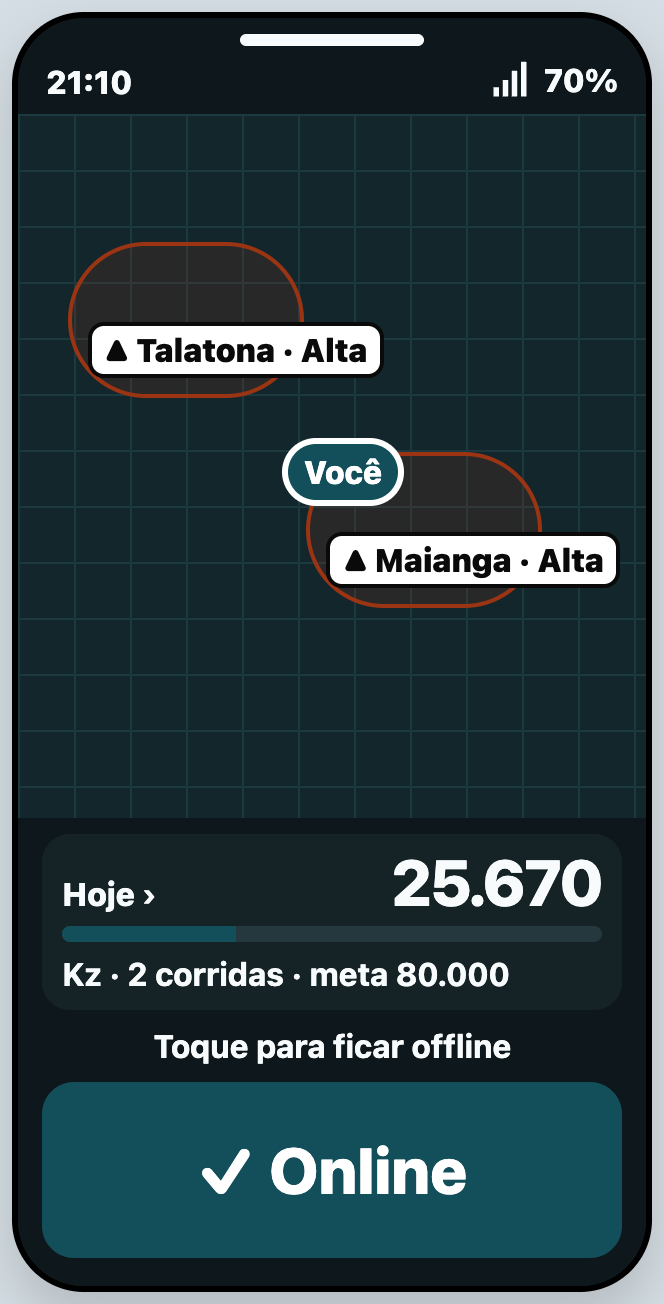 21:10 70%
▲ Talatona · Alta
Você
▲ Maianga · Alta
Hoje › 25.670
Kz · 2 corridas · meta 80.000
Toque para ficar offline
✓ Online